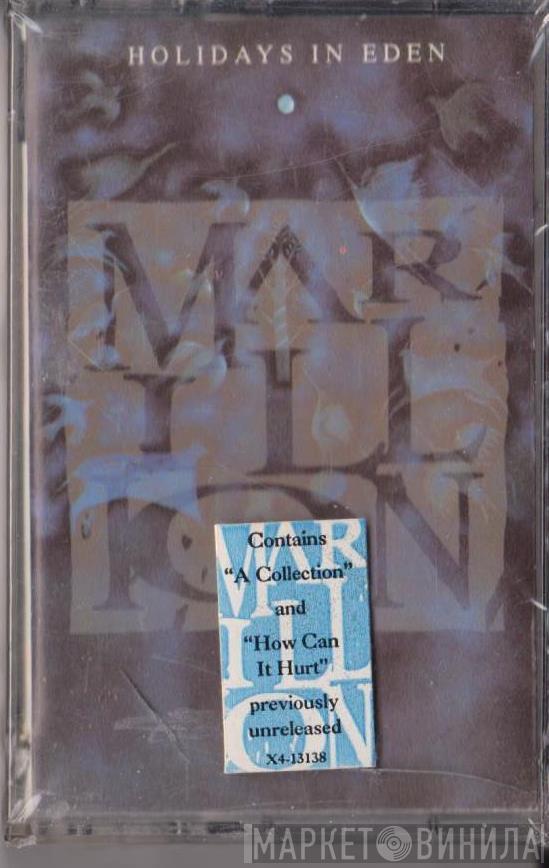 HOLIDAYS IN EDEN
MAR
ILL
ION
MAR
ILL
ION
Contains
"A Collection"
and
"How Can
It Hurt"
previously
unreleased
X4-13138
МАРКЕТ ВИНИЛА